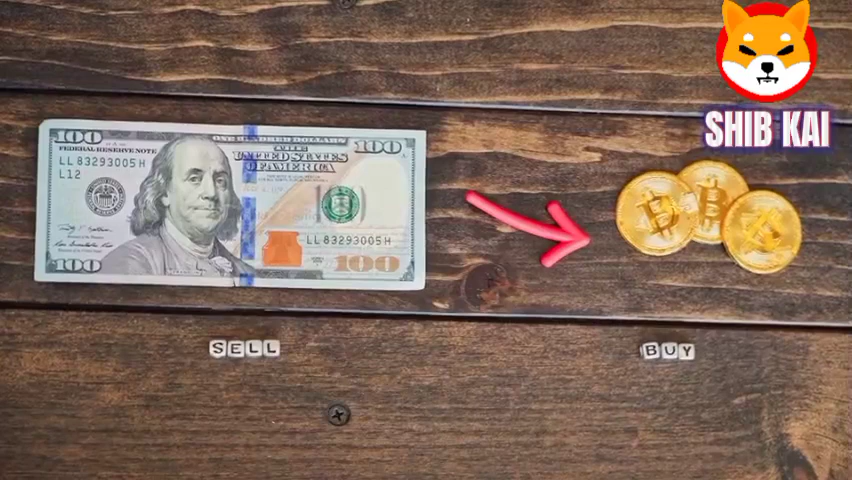 SHIB KAI
100
ONE HUNDRED DOLLARS
100
FEDERAL RESERVE NOTE
THE
UNITED STATES
OF AMERICA
LL 83293005 H
L12
LL 83293005 H
100
100
SELL
BUY